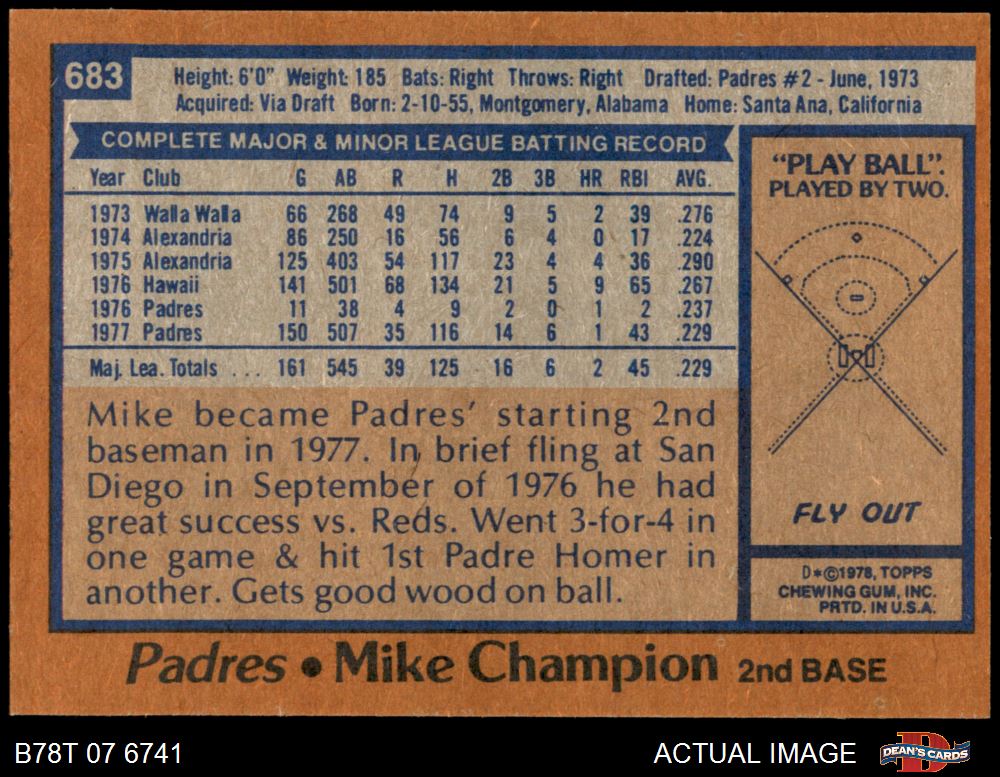 683
Height: 6'0" Weight: 185 Bats: Right Throws: Right Drafted: Padres #2 - June, 1973
Acquired: Via Draft Born: 2-10-55, Montgomery, Alabama Home: Santa Ana, California
COMPLETE MAJOR & MINOR LEAGUE BATTING RECORD
Year Club G AB R H 2B 3B HR RBI AVG.
1973 Walla Walla 66 268 49 74 9 5 2 39 .276
1974 Alexandria 86 250 16 56 6 4 0 17 .224
1975 Alexandria 125 403 54 117 23 4 4 36 .290
1976 Hawaii 141 501 68 134 21 5 9 65 .267
1976 Padres 11 38 4 9 2 0 1 2 .237
1977 Padres 150 507 35 116 14 6 1 43 .229
Maj. Lea. Totals ... 161 545 39 125 16 6 2 45 .229
Mike became Padres' starting 2nd
baseman in 1977. In brief fling at San
Diego in September of 1976 he had
great success vs. Reds. Went 3-for-4 in
one game & hit 1st Padre Homer in
another. Gets good wood on ball.
"PLAY BALL".
PLAYED BY TWO.
FLY OUT
D*©1978, TOPPS
CHEWING GUM, INC.
PRTD. IN U.S.A.
Padres • Mike Champion 2nd BASE
B78T 07 6741
ACTUAL IMAGE
DEAN'S CARDS